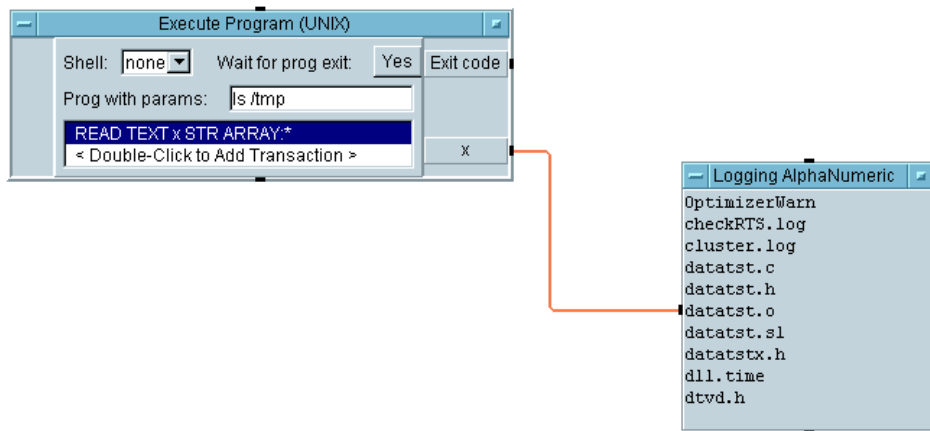 Execute Program (UNIX)
Shell: none Wait for prog exit: Yes Exit code
Prog with params: ls /tmp
READ TEXT x STR ARRAY:*
< Double-Click to Add Transaction >
x
Logging AlphaNumeric
OptimizerWarn
checkRTS.log
cluster.log
datatst.c
datatst.h
datatst.o
datatst.sl
datatstx.h
dll.time
dtvd.h